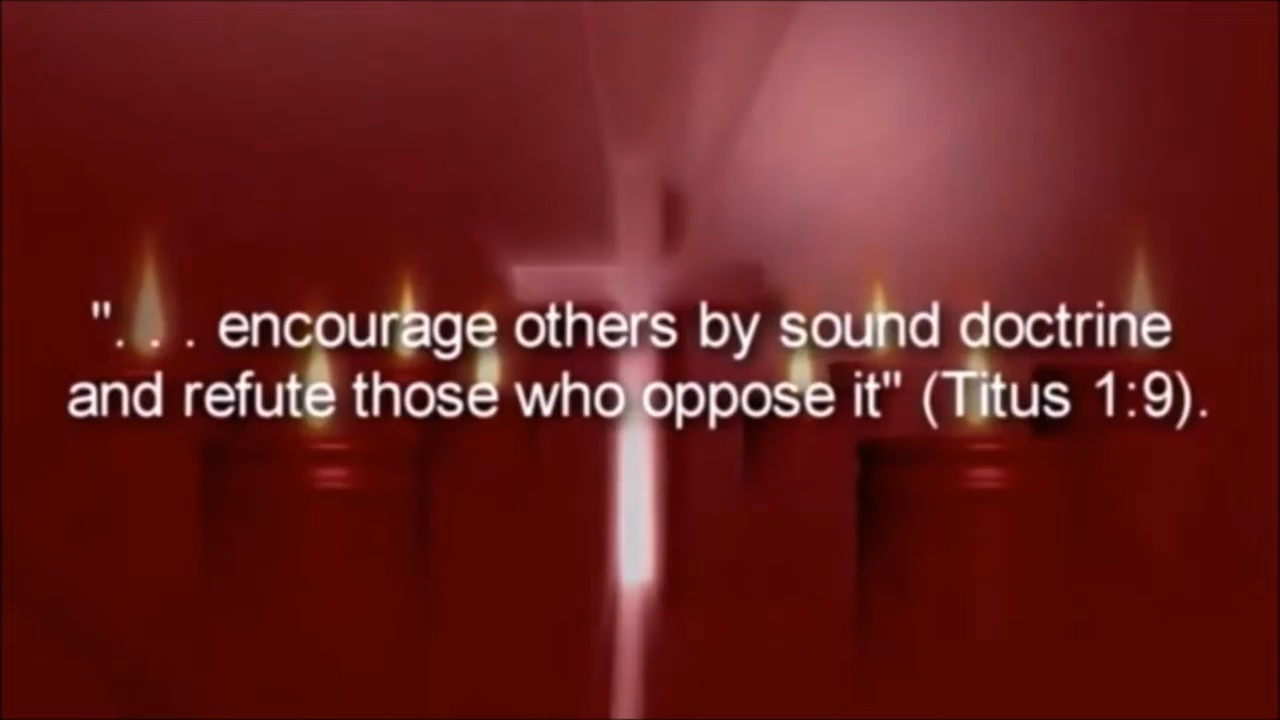 ". . . encourage others by sound doctrine
and refute those who oppose it" (Titus 1:9).